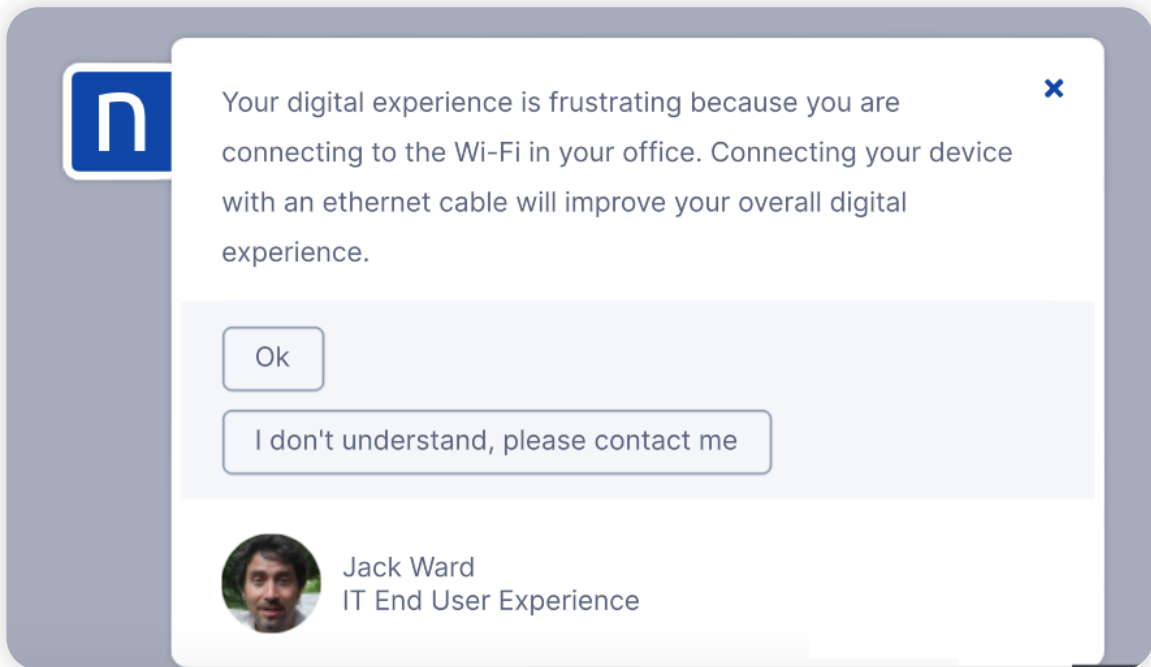 n
Your digital experience is frustrating because you are
connecting to the Wi-Fi in your office. Connecting your device
with an ethernet cable will improve your overall digital
experience.
Ok
I don't understand, please contact me
Jack Ward
IT End User Experience